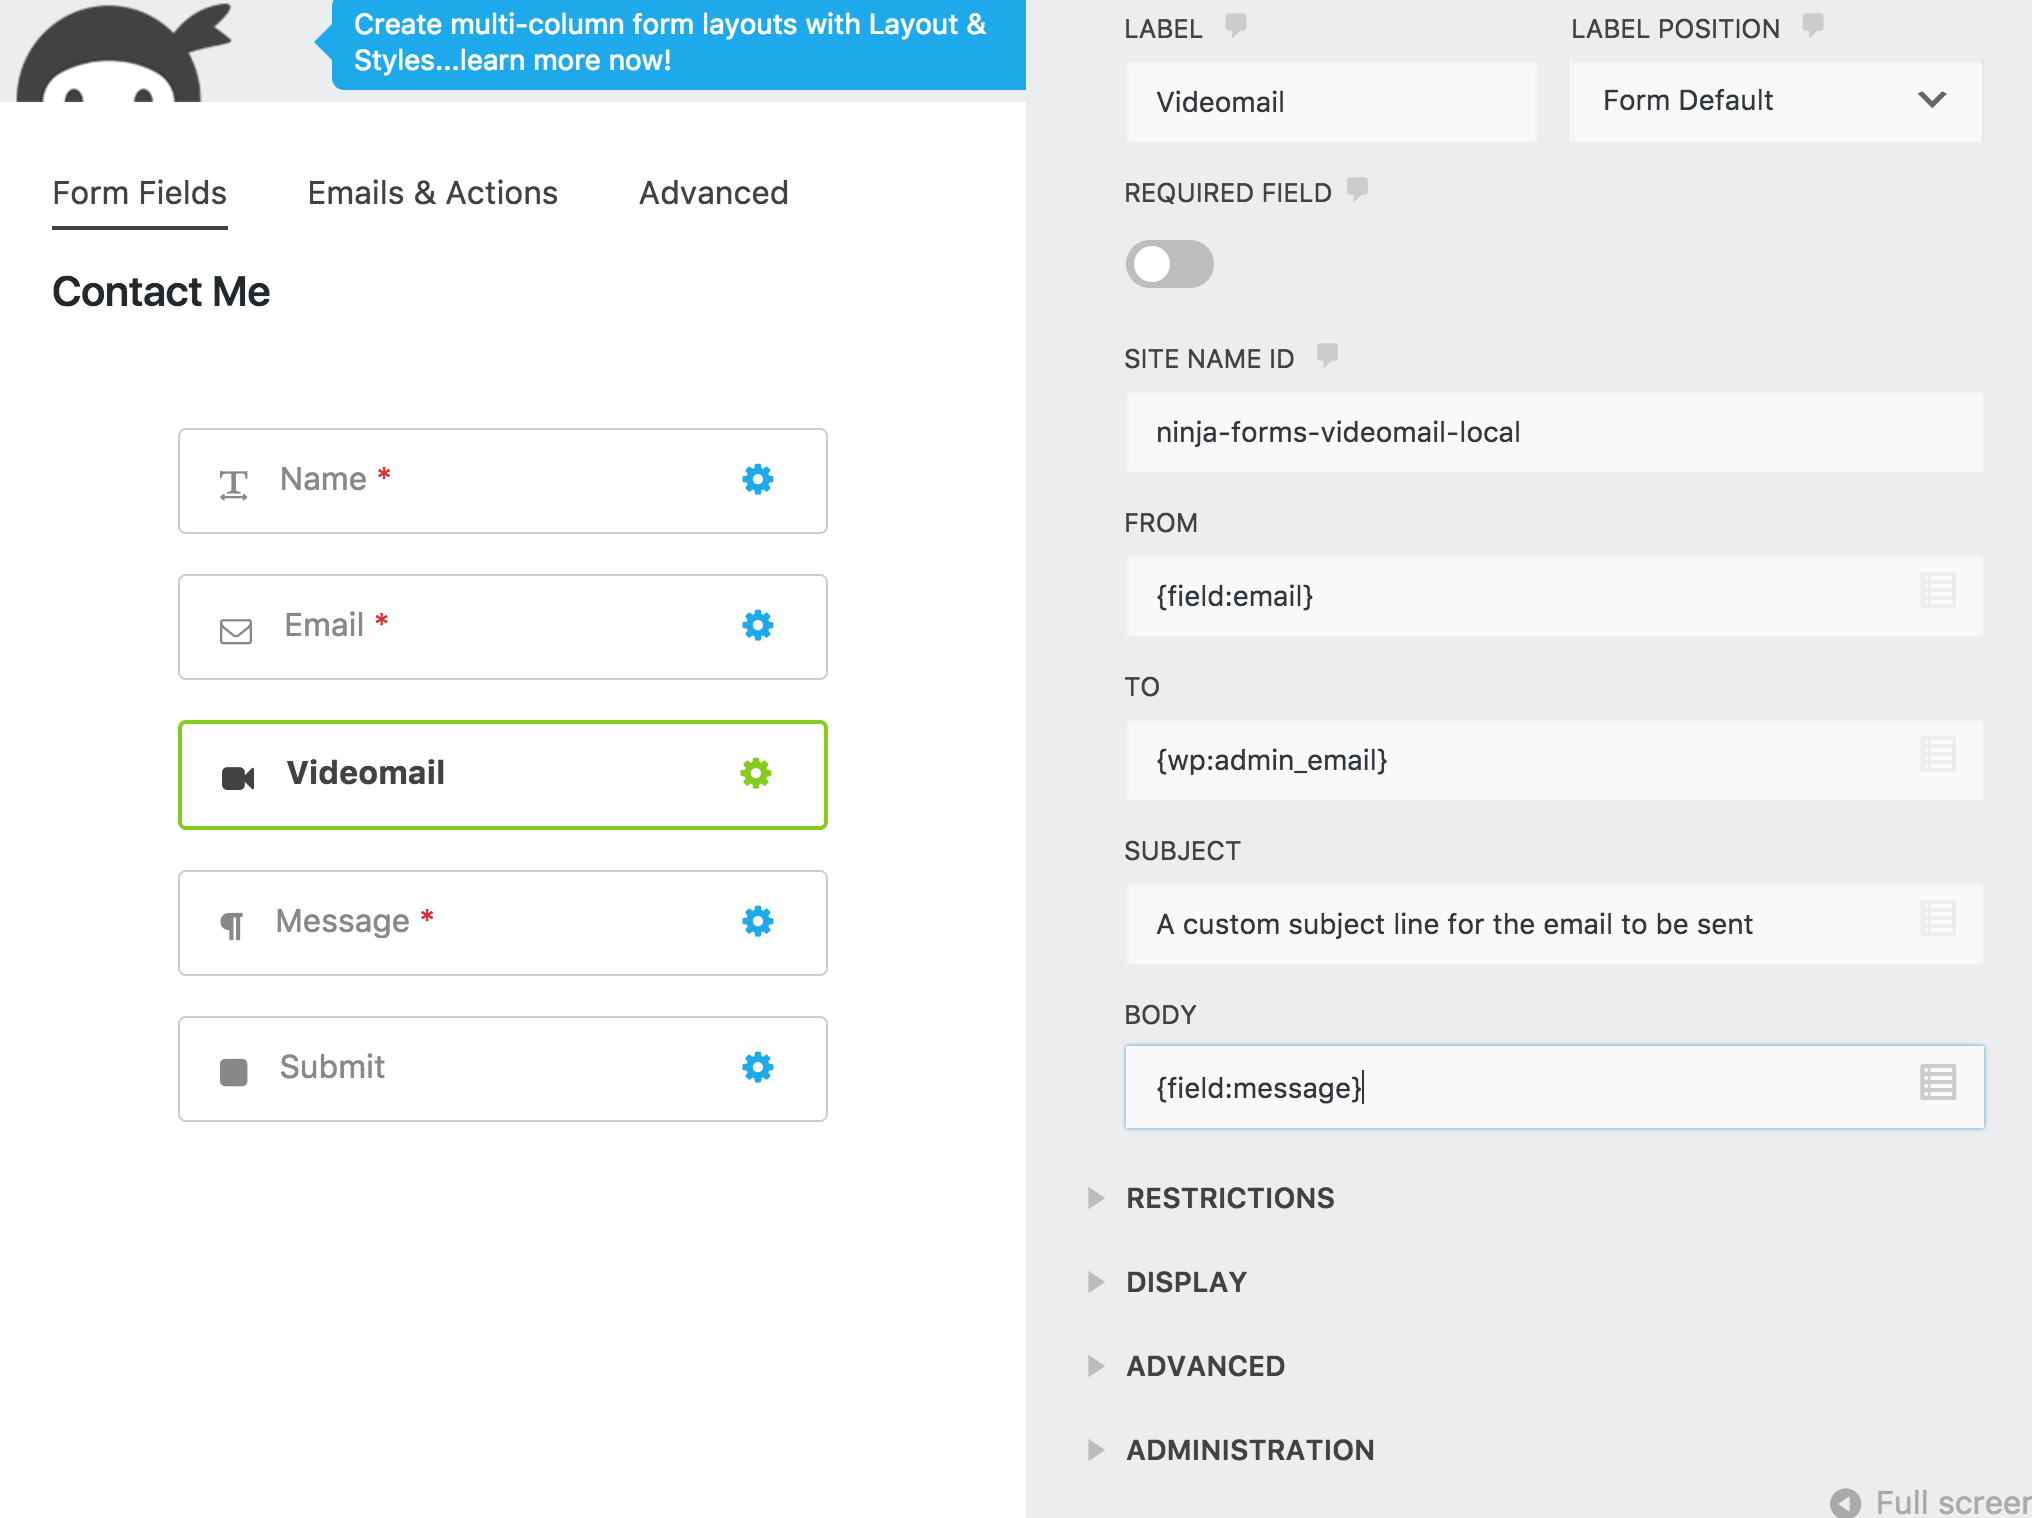 Create multi-column form layouts with Layout &
Styles...learn more now!
Form Fields
Emails & Actions
Advanced
Contact Me
Name *
Email *
Videomail
Message *
Submit
LABEL
LABEL POSITION
Videomail
Form Default
REQUIRED FIELD
SITE NAME ID
ninja-forms-videomail-local
FROM
{field:email}
TO
{wp:admin_email}
SUBJECT
A custom subject line for the email to be sent
BODY
{field:message}
RESTRICTIONS
DISPLAY
ADVANCED
ADMINISTRATION
Full screen